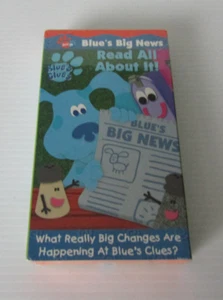 Blue's Big News
Read All
About It!
Blue's
Clues
BLUE'S
BIG NEWS
What Really Big Changes Are
Happening At Blue's Clues?